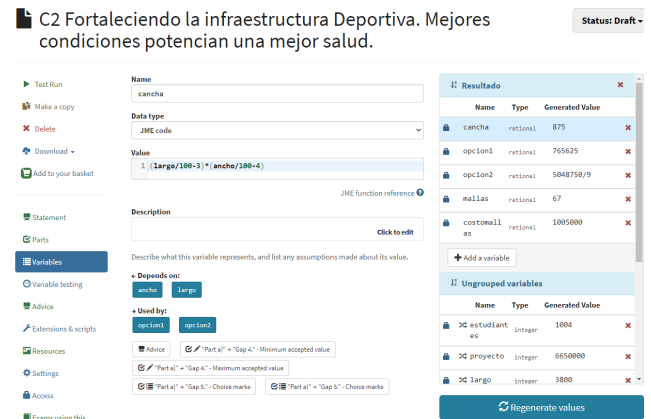 C2 Fortaleciendo la infraestructura Deportiva. Mejores
condiciones potencian una mejor salud.
Status: Draft
Test Run
Make a copy
Delete
Download
Add to your basket
Statement
Parts
Variables
Variable testing
Advice
Extensions & scripts
Resources
Settings
Access
Exams using this
Name
cancha
Data type
JME code
Value
1 (largo/100-3)*(ancho/100-4)
JME function reference
Description
Click to edit
Describe what this variable represents, and list any assumptions made about its value.
Depends on:
ancho largo
Used by:
opcion1 opcion2
Advice "Part a)" → "Gap 4." - Minimum accepted value
"Part a)" → "Gap 4." - Maximum accepted value
"Part a)" → "Gap 5." - Choice marks "Part a)" → "Gap 5." - Choice marks
Resultado
Name Type Generated Value
cancha rational 875
opcion1 rational 765625
opcion2 rational 5048750/9
mallas rational 67
costomall
as rational 1005000
Add a variable
Ungrouped variables
Name Type Generated Value
estudiant
es integer 1004
proyecto integer 6650000
largo integer 3800
Regenerate values